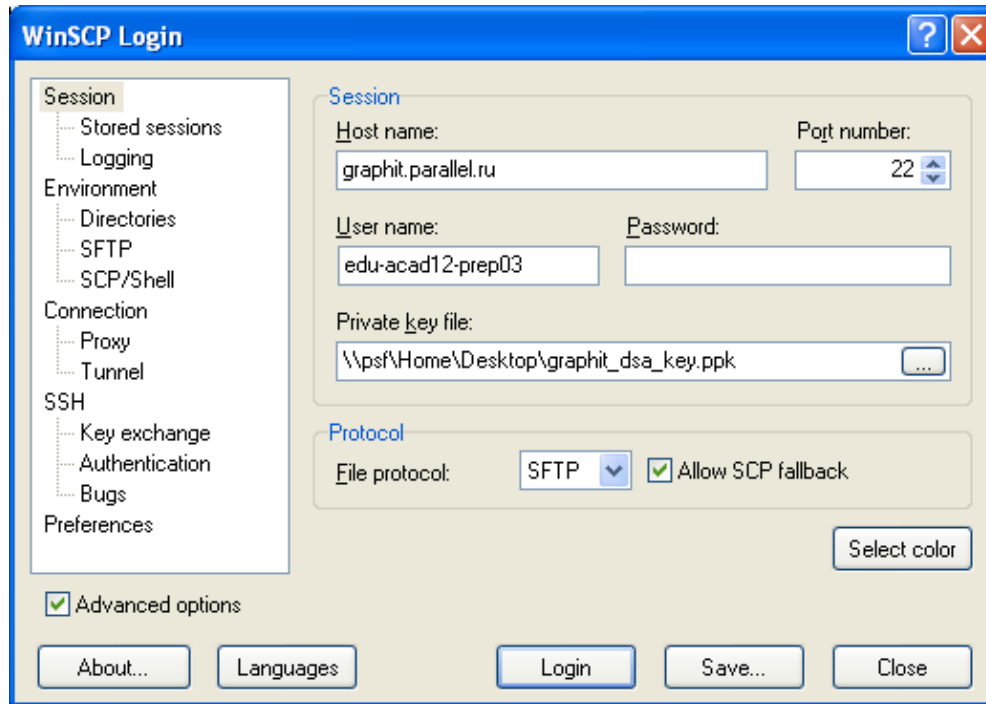 WinSCP Login
Session
Stored sessions
Logging
Environment
Directories
SFTP
SCP/Shell
Connection
Proxy
Tunnel
SSH
Key exchange
Authentication
Bugs
Preferences
Advanced options
Session
Host name: Port number:
graphit.parallel.ru 22
User name: Password:
edu-acad12-prep03
Private key file:
\\psf\Home\Desktop\graphit_dsa_key.ppk ...
Protocol
File protocol: SFTP Allow SCP fallback
Select color
About... Languages Login Save... Close